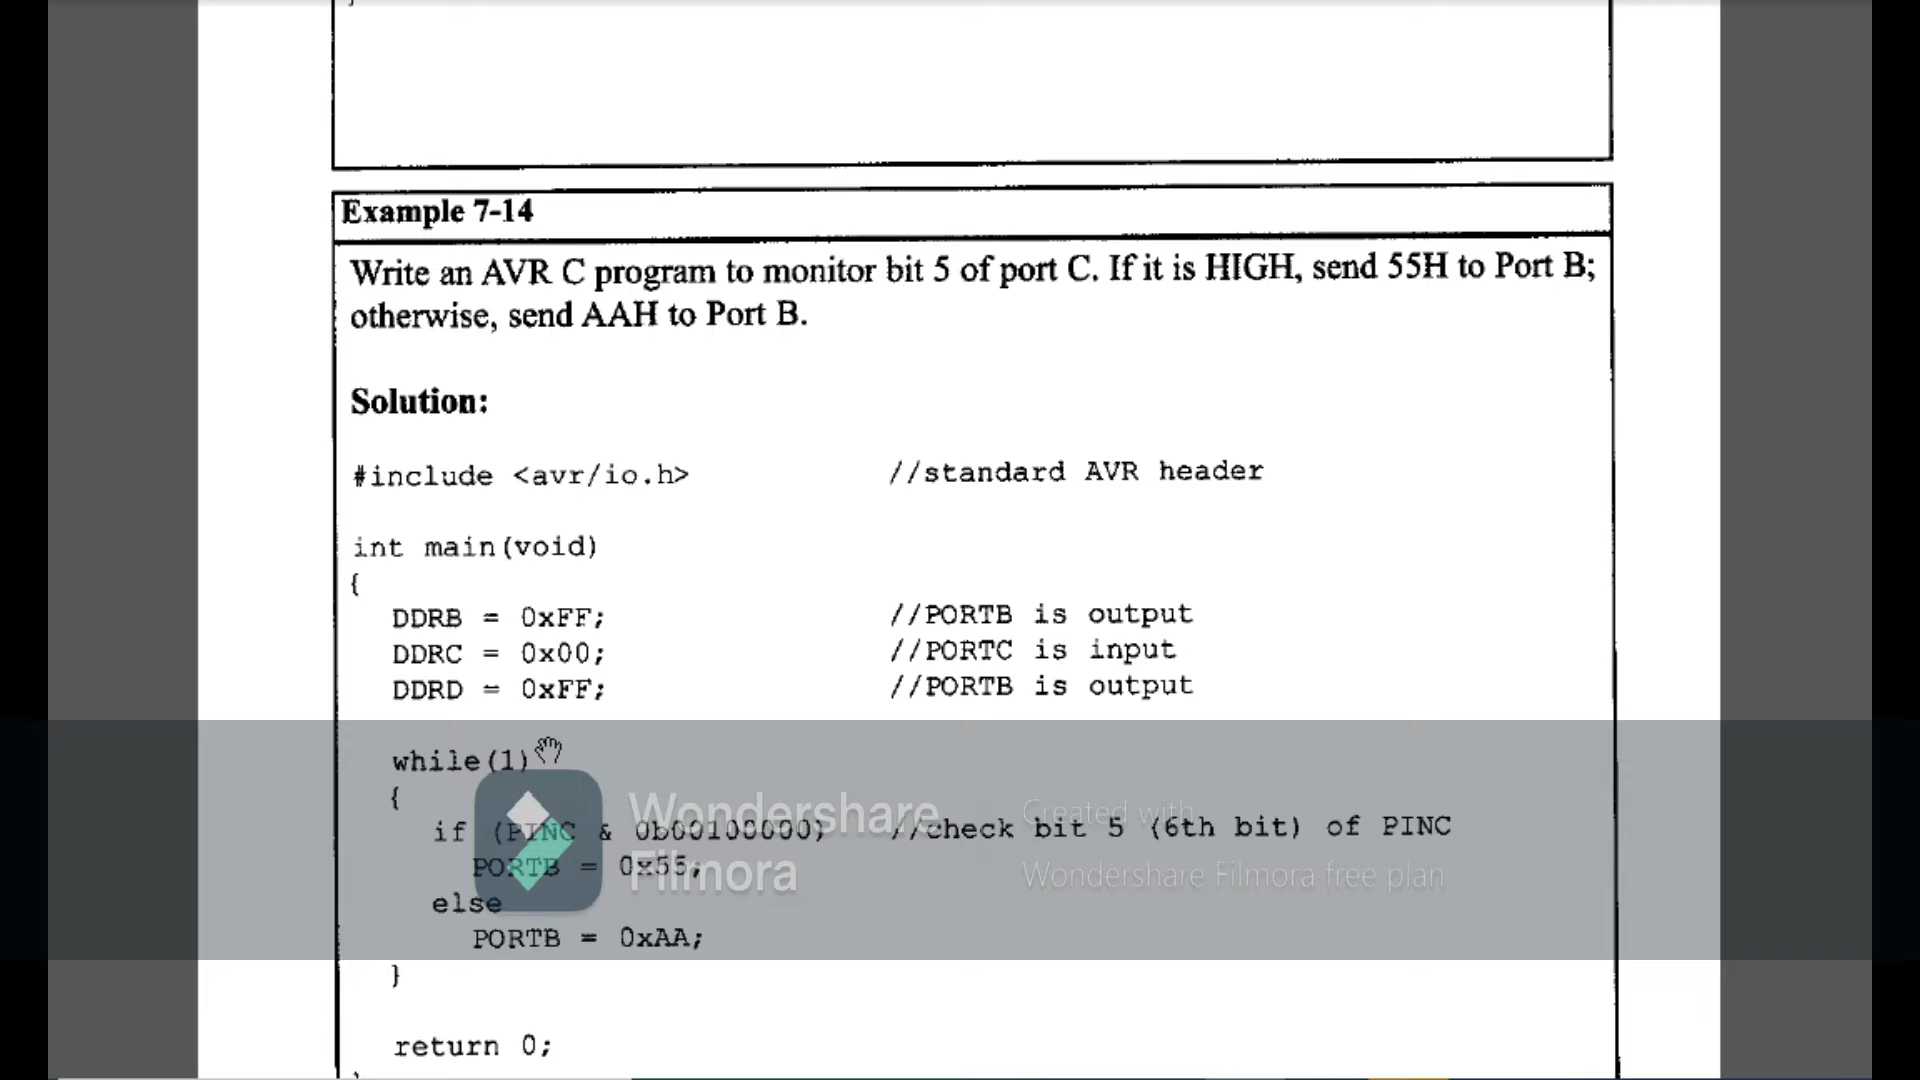 Example 7-14
Write an AVR C program to monitor bit 5 of port C. If it is HIGH, send 55H to Port B;
otherwise, send AAH to Port B.
Solution:
#include <avr/io.h> //standard AVR header
int main(void)
{
DDRB = 0xFF; //PORTB is output
DDRC = 0x00; //PORTC is input
DDRD = 0xFF; //PORTB is output
while(1)
{
if (PINC & 0b00100000) //check bit 5 (6th bit) of PINC
PORTB = 0x55;
else
PORTB = 0xAA;
}
return 0;
Wondershare
Filmora
Created with
Wondershare Filmora free plan